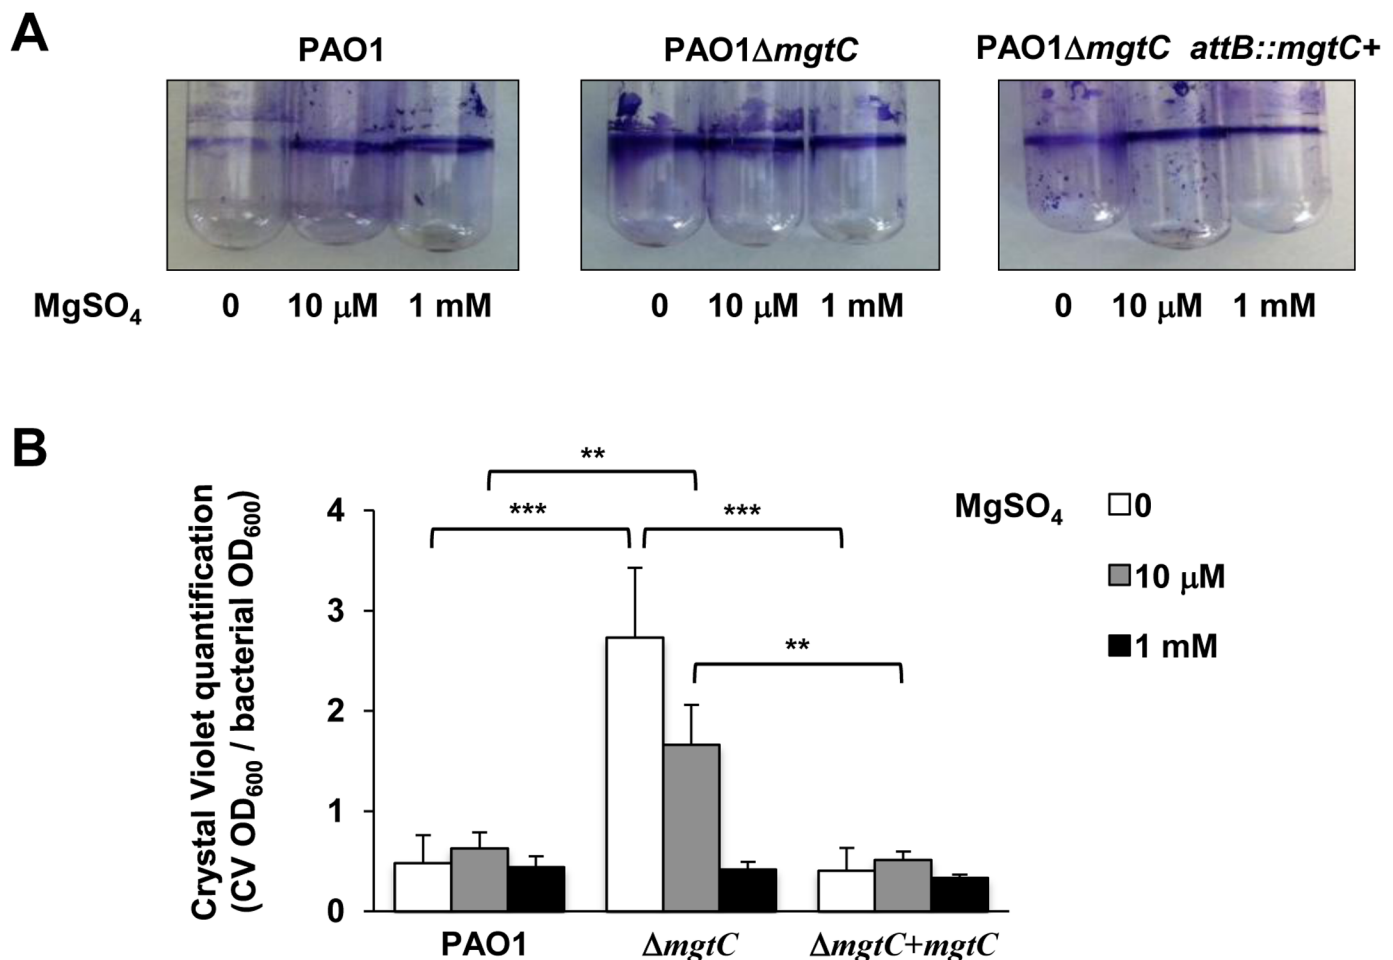 A
PAO1
PAO1ΔmgtC
PAO1ΔmgtC attB::mgtC+
MgSO4 0 10 μM 1 mM 0 10 μM 1 mM 0 10 μM 1 mM
B
Crystal Violet quantification
(CV OD600 / bacterial OD600)
4
3
2
1
0
**
***
***
**
PAO1
ΔmgtC
ΔmgtC+mgtC
MgSO4 0
10 μM
1 mM